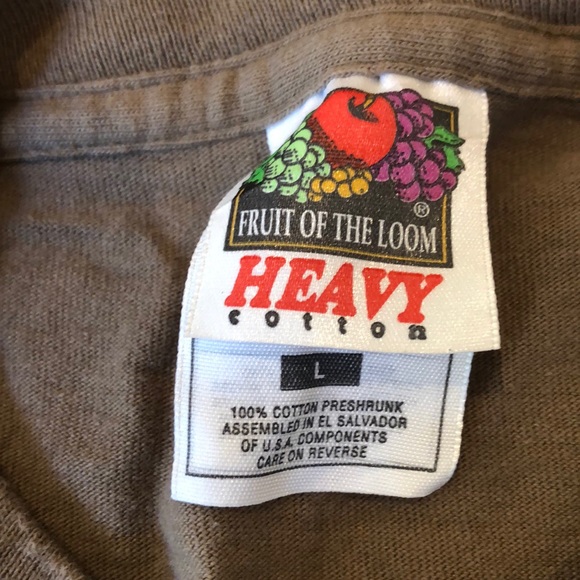 FRUIT OF THE LOOM ®
HEAVY
cotton
L
100% COTTON PRESHRUNK
ASSEMBLED IN EL SALVADOR
OF U.S.A. COMPONENTS
CARE ON REVERSE